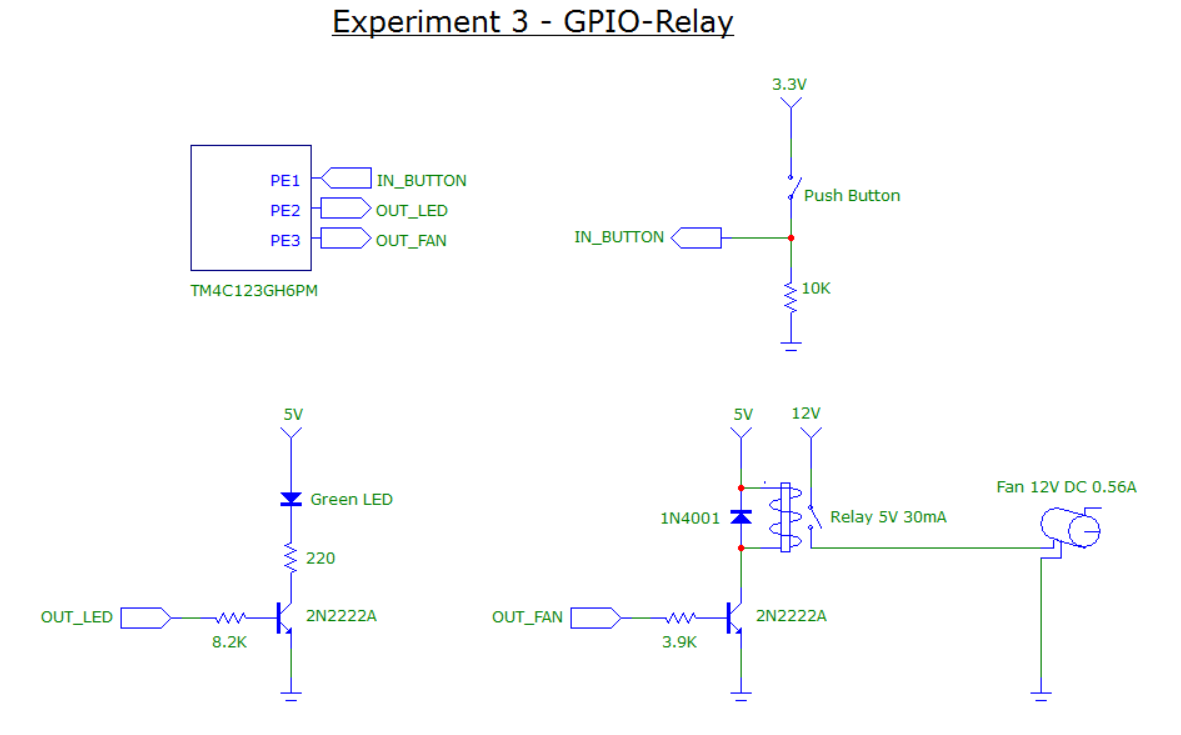 Experiment 3 - GPIO-Relay
3.3V
PE1 IN_BUTTON
PE2 OUT_LED
PE3 OUT_FAN
TM4C123GH6PM
Push Button
IN_BUTTON
10K
5V
Green LED
220
OUT_LED
8.2K
2N2222A
5V
12V
1N4001
Relay 5V 30mA
Fan 12V DC 0.56A
OUT_FAN
3.9K
2N2222A